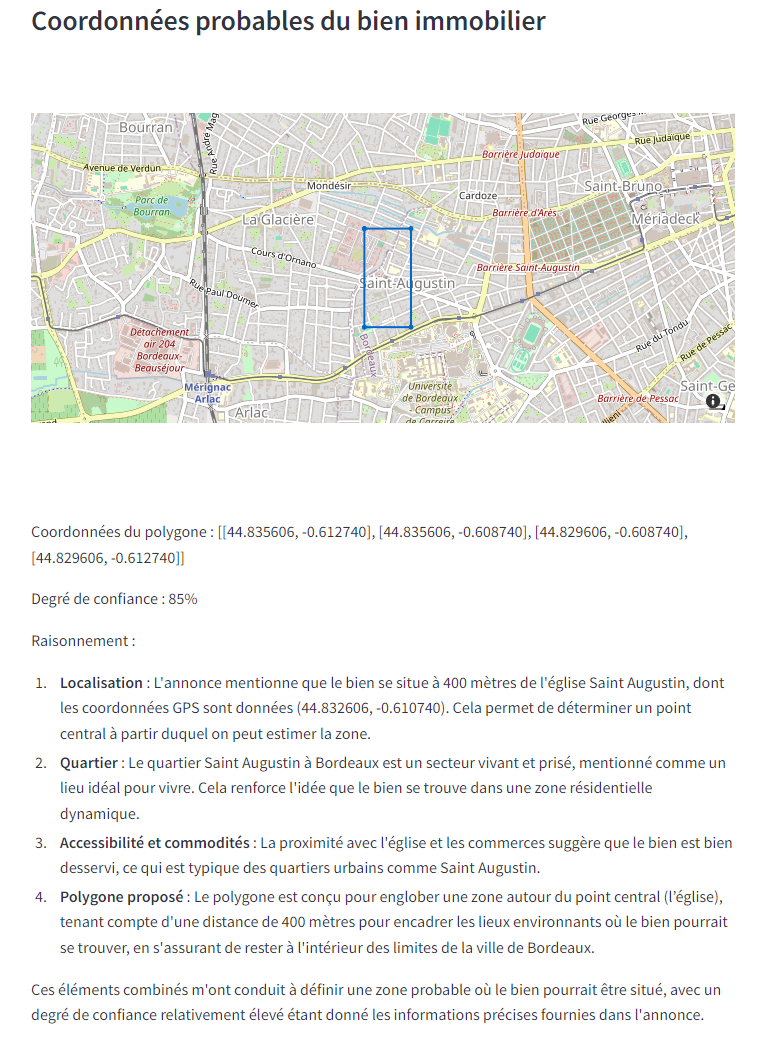 Coordonnées probables du bien immobilier
Bourran
Rue André Mag
Rue Georges
Rue Judaïque
Avenue de Verdun
Barrière Judaïque
Mondésir
Saint-Bruno
Parc de
Bourran
Cardoze
La Glacière
Barrière d'Arès
Mériadeck
Cours d'Ornano
Barrière Saint-Augustin
Saint-Augustin
Rue Paul Doumer
Détachement
air 204
Bordeaux-
Beauséjour
Bordeaux
Rue du Tondu
Rue de Pessac
Mérignac
Arlac
Université
de Bordeaux
- Campus
de Carreire
Saint-Ge
Barrière de Pessac
Arlac
Coordonnées du polygone : [[44.835606, -0.612740], [44.835606, -0.608740], [44.829606, -0.608740],
[44.829606, -0.612740]]
Degré de confiance : 85%
Raisonnement :
1. Localisation : L'annonce mentionne que le bien se situe à 400 mètres de l'église Saint Augustin, dont
les coordonnées GPS sont données (44.832606, -0.610740). Cela permet de déterminer un point
central à partir duquel on peut estimer la zone.
2. Quartier : Le quartier Saint Augustin à Bordeaux est un secteur vivant et prisé, mentionné comme un
lieu idéal pour vivre. Cela renforce l'idée que le bien se trouve dans une zone résidentielle
dynamique.
3. Accessibilité et commodités : La proximité avec l'église et les commerces suggère que le bien est bien
desservi, ce qui est typique des quartiers urbains comme Saint Augustin.
4. Polygone proposé : Le polygone est conçu pour englober une zone autour du point central (l'église),
tenant compte d'une distance de 400 mètres pour encadrer les lieux environnants où le bien pourrait
se trouver, en s'assurant de rester à l'intérieur des limites de la ville de Bordeaux.
Ces éléments combinés m'ont conduit à définir une zone probable où le bien pourrait être situé, avec un
degré de confiance relativement élevé étant donné les informations précises fournies dans l'annonce.